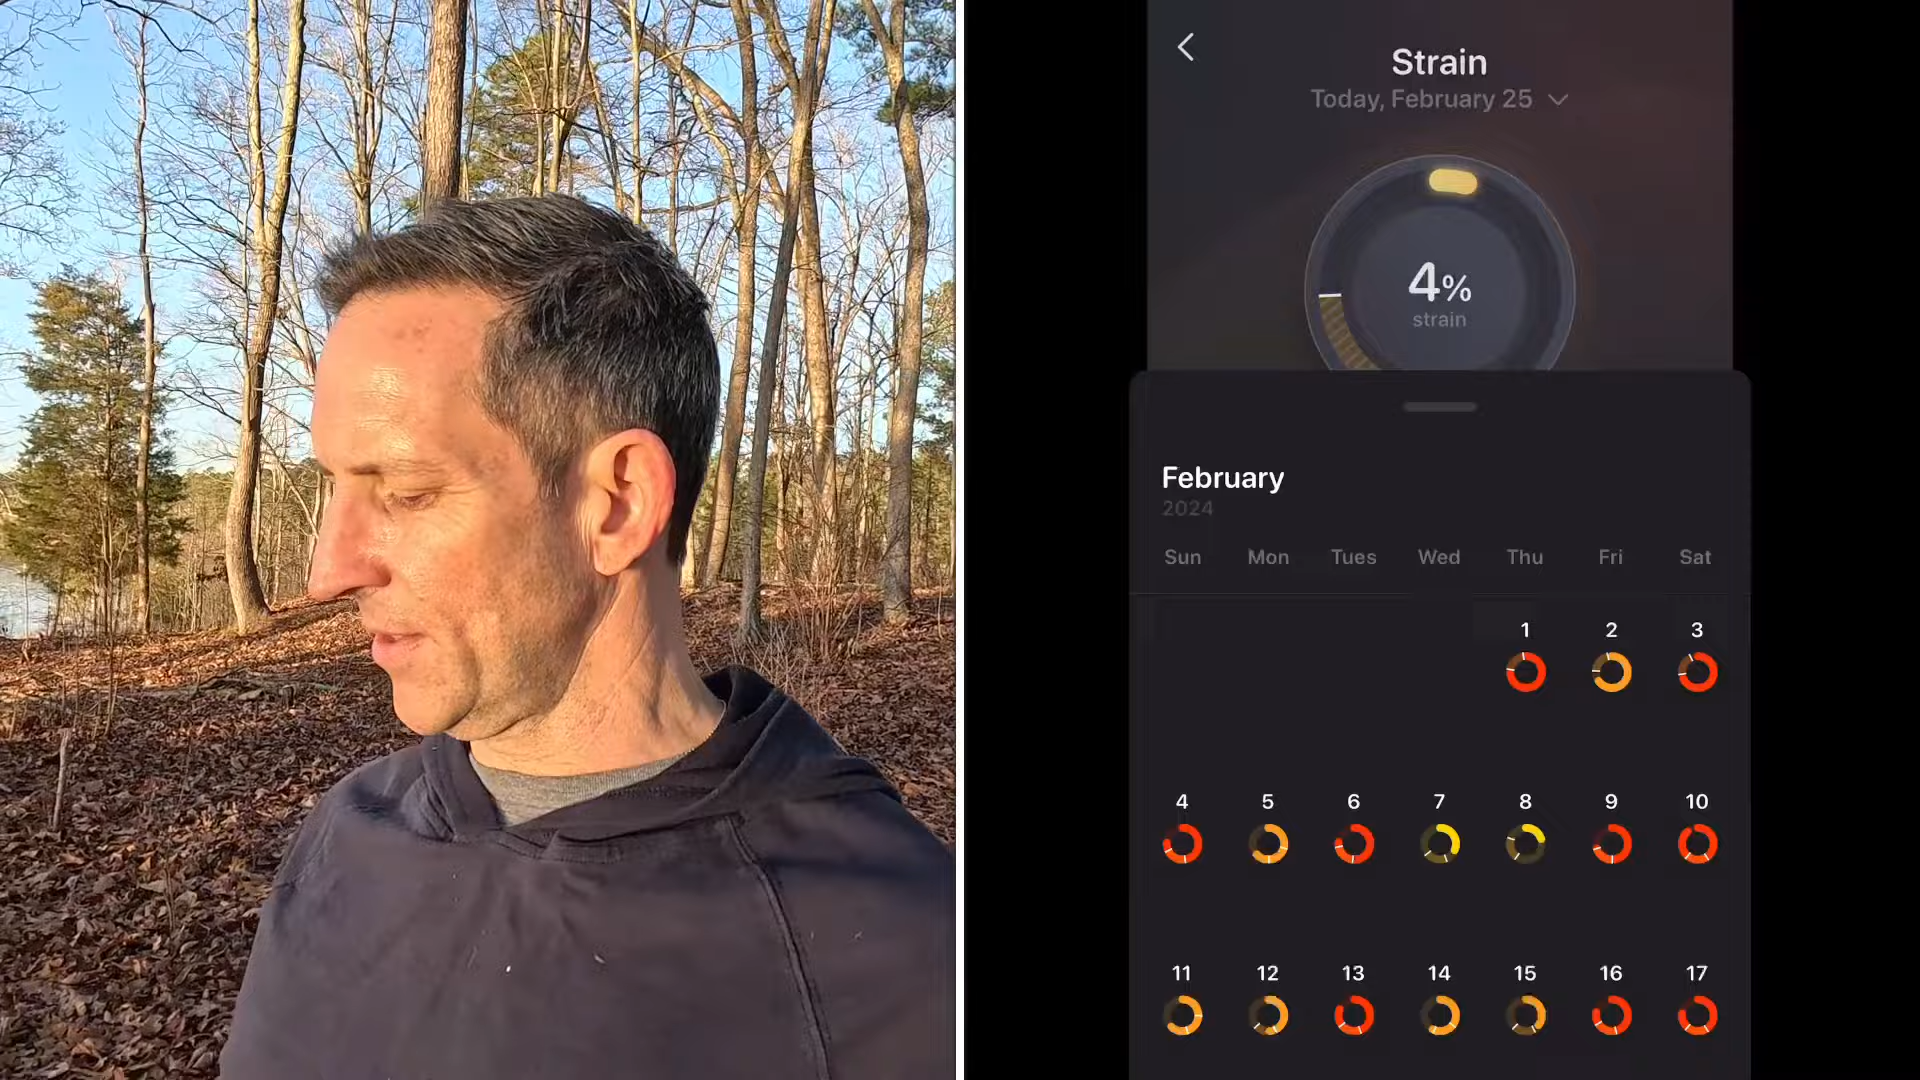 Strain
Today, February 25
4%
strain
February
2024
Sun Mon Tues Wed Thu Fri Sat
1 2 3
4 5 6 7 8 9 10
11 12 13 14 15 16 17